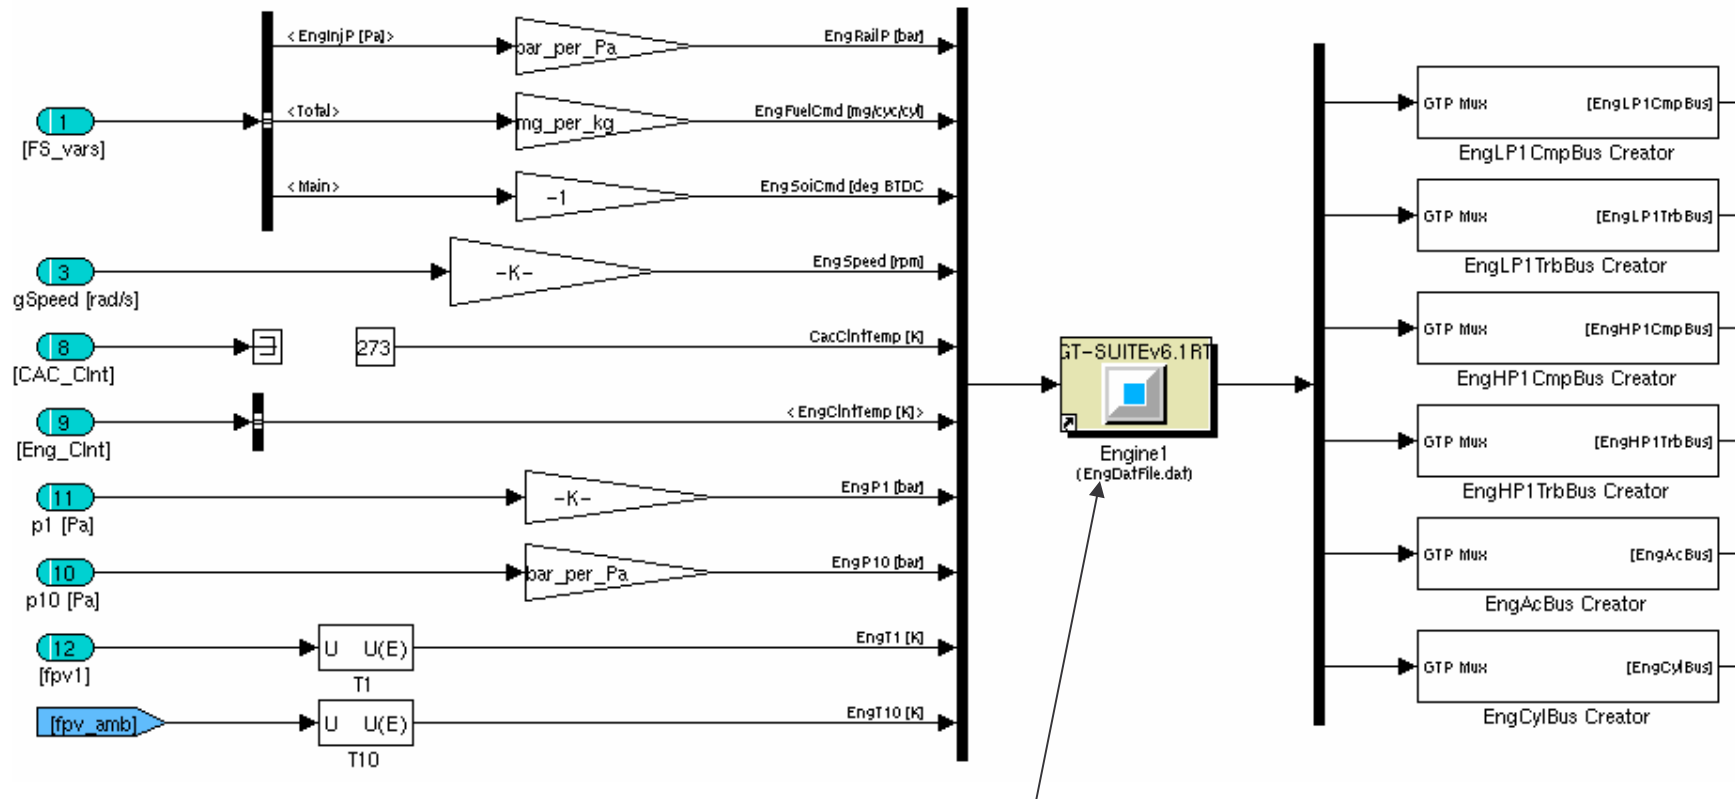 <EngInjP [Pa]>
bar_per_Pa
EngRailP [bar]
1
[FS_vars]
<Total>
mg_per_kg
EngFuelCmd [mg/cyc/cyl]
<Main>
-1
EngSoiCmd [deg BTDC
3
gSpeed [rad/s]
-K-
EngSpeed [rpm]
8
[CAC_Clnt]
273
CacClntTemp [K]
9
[Eng_Clnt]
<EngClntTemp [K]>
11
p1 [Pa]
-K-
EngP1 [bar]
10
p10 [Pa]
bar_per_Pa
EngP10 [bar]
12
[fpv1]
U U(E)
T1
EngT1 [K]
[fpv_amb]
U U(E)
T10
EngT10 [K]
GT-SUITEv6.1RT
Engine1
(EngDatFile.dat)
GTP Mux [EngLP1CmpBus]
EngLP1CmpBus Creator
GTP Mux [EngLP1TrbBus]
EngLP1TrbBus Creator
GTP Mux [EngHP1CmpBus]
EngHP1CmpBus Creator
GTP Mux [EngHP1TrbBus]
EngHP1TrbBus Creator
GTP Mux [EngAcBus]
EngAcBus Creator
GTP Mux [EngCylBus]
EngCylBus Creator